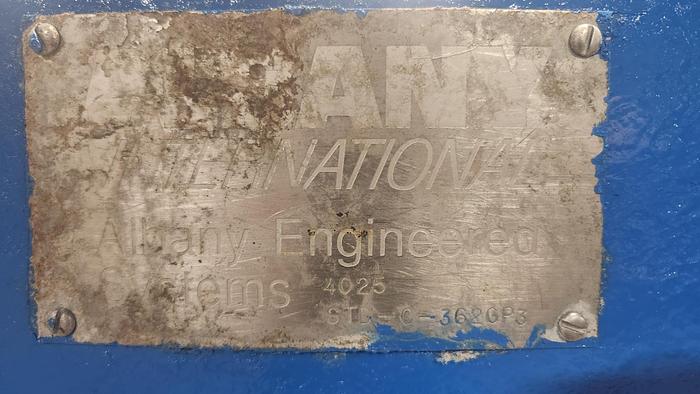 ALBANY
INTERNATIONAL
Albany Engineered
Systems 4025
STL-C-3620P3